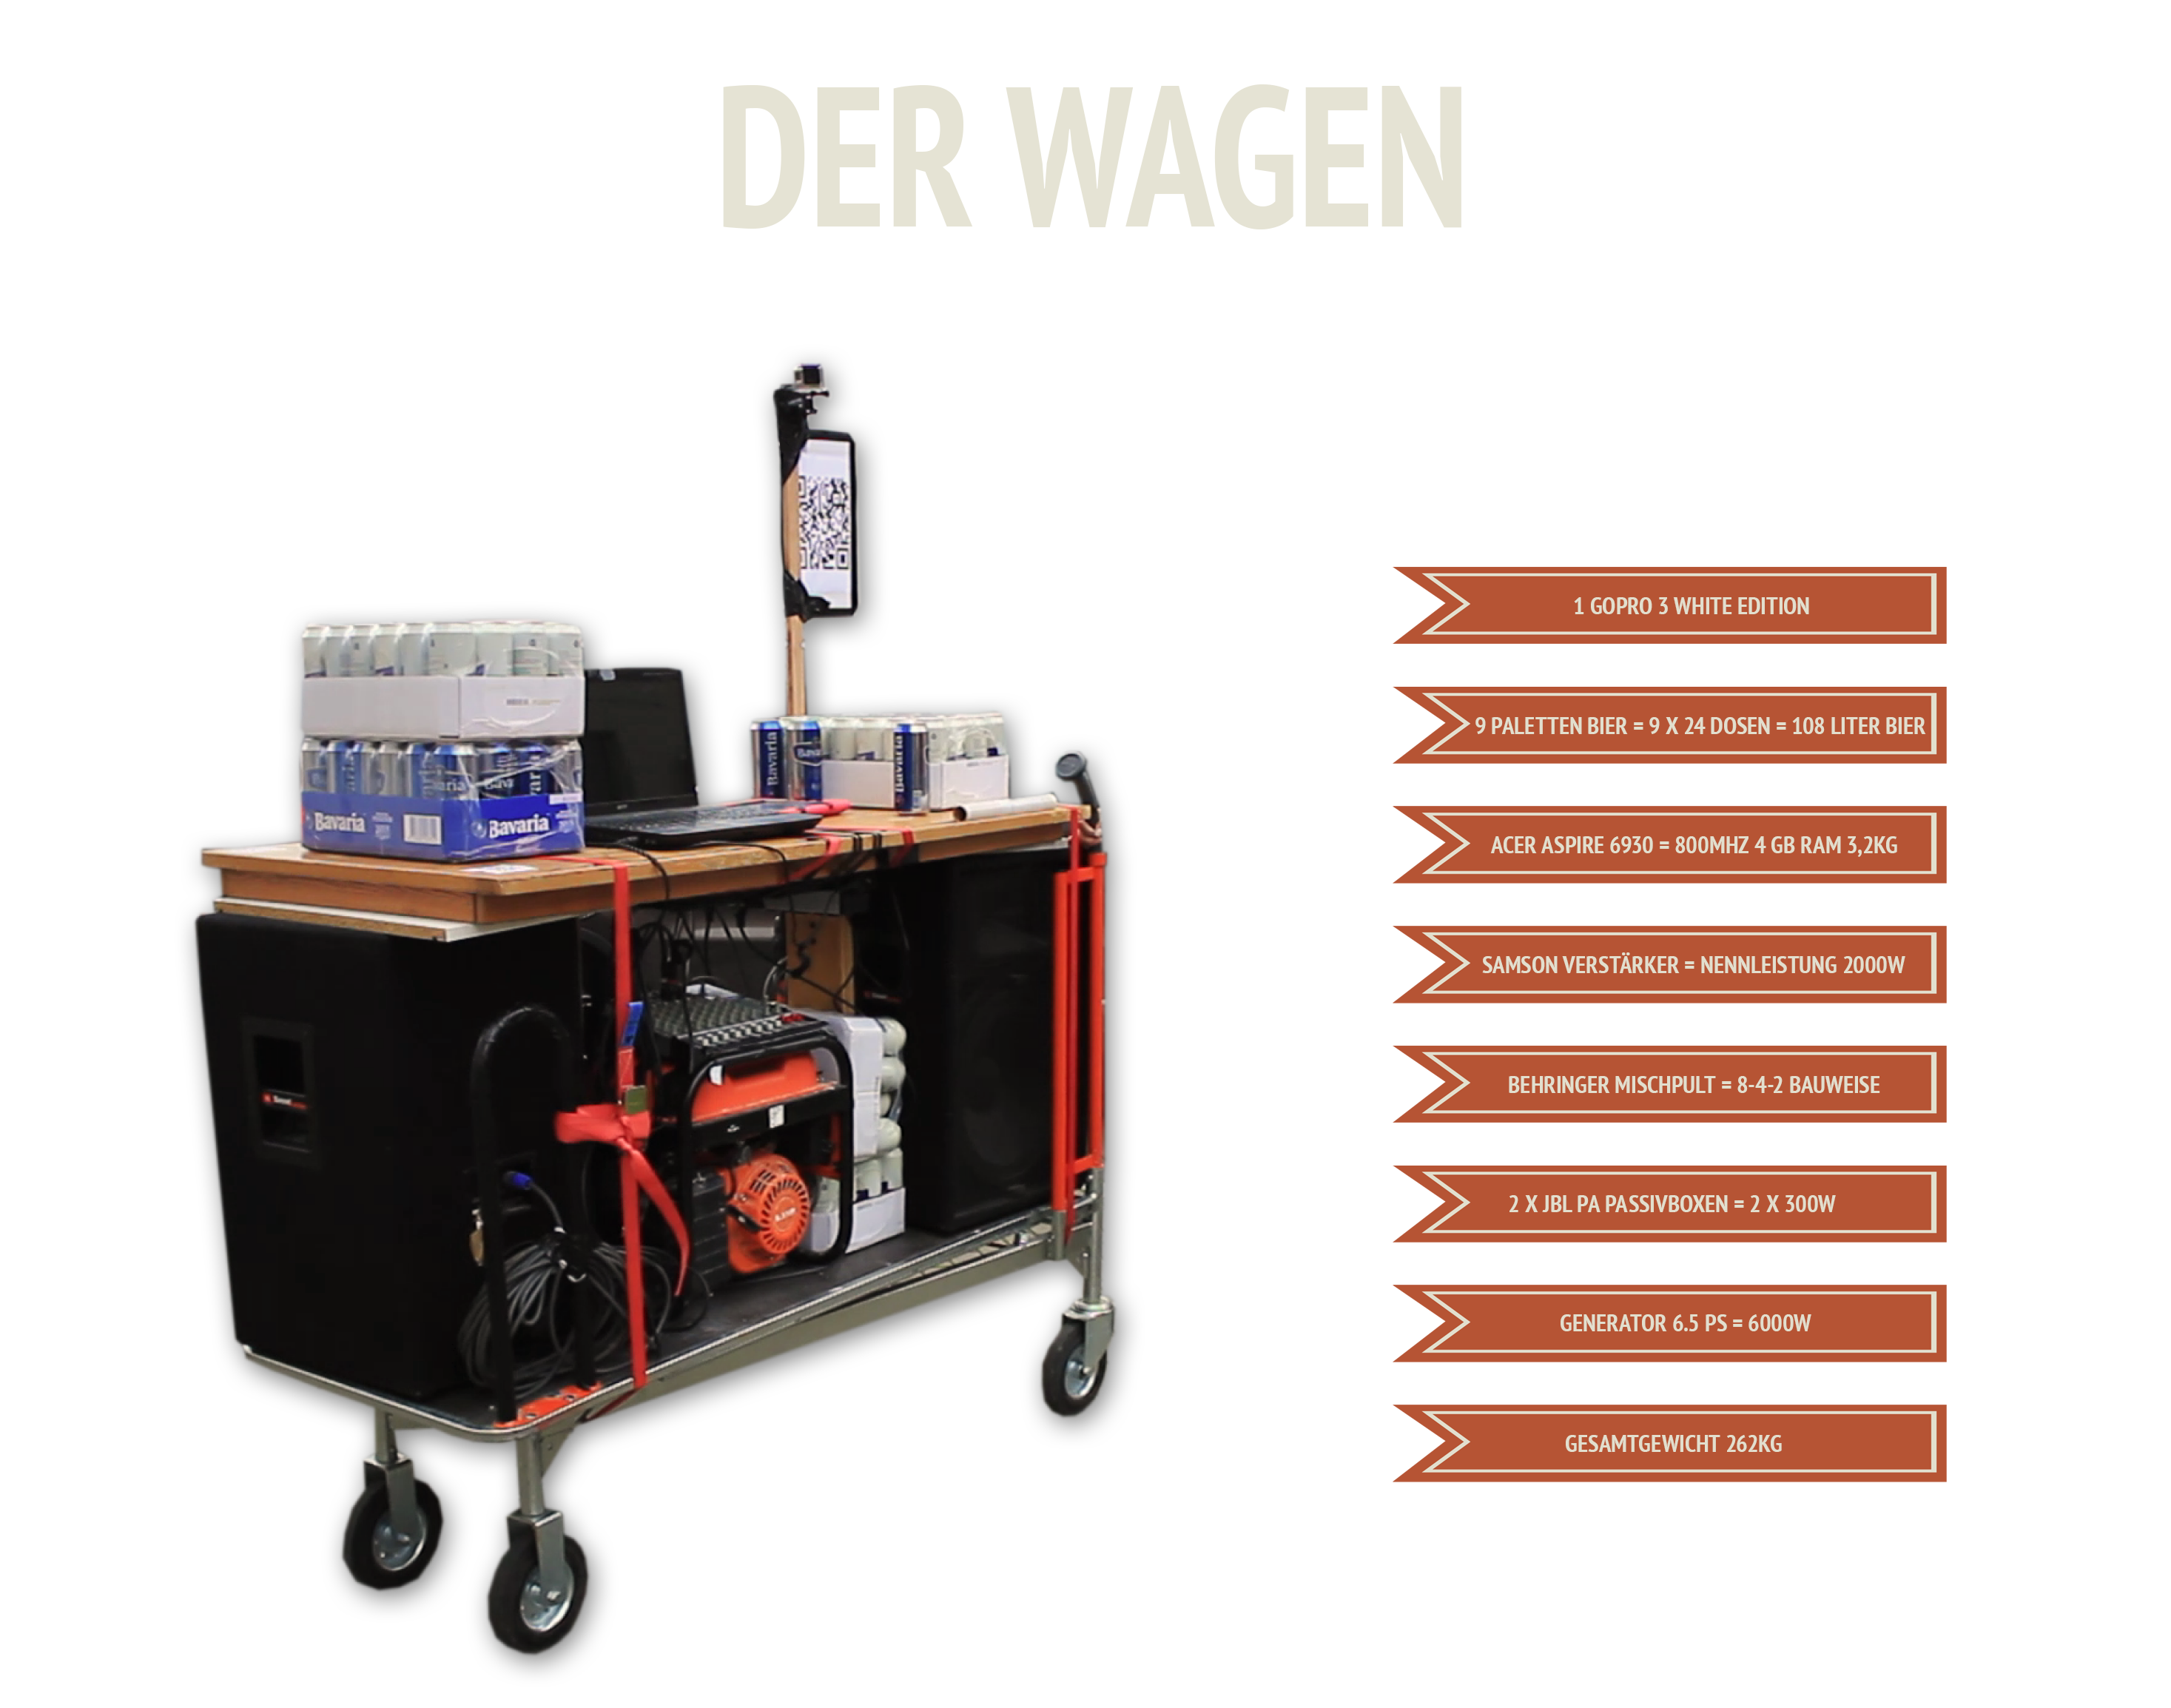 DER WAGEN
Bavaria
Bavaria
Bavaria
Bavaria
1 GOPRO 3 WHITE EDITION
9 PALETTEN BIER = 9 X 24 DOSEN = 108 LITER BIER
ACER ASPIRE 6930 = 800MHZ 4 GB RAM 3,2KG
SAMSON VERSTÄRKER = NENNLEISTUNG 2000W
BEHRINGER MISCHPULT = 8-4-2 BAUWEISE
2 X JBL PA PASSIVBOXEN = 2 X 300W
GENERATOR 6.5 PS = 6000W
GESAMTGEWICHT 262KG